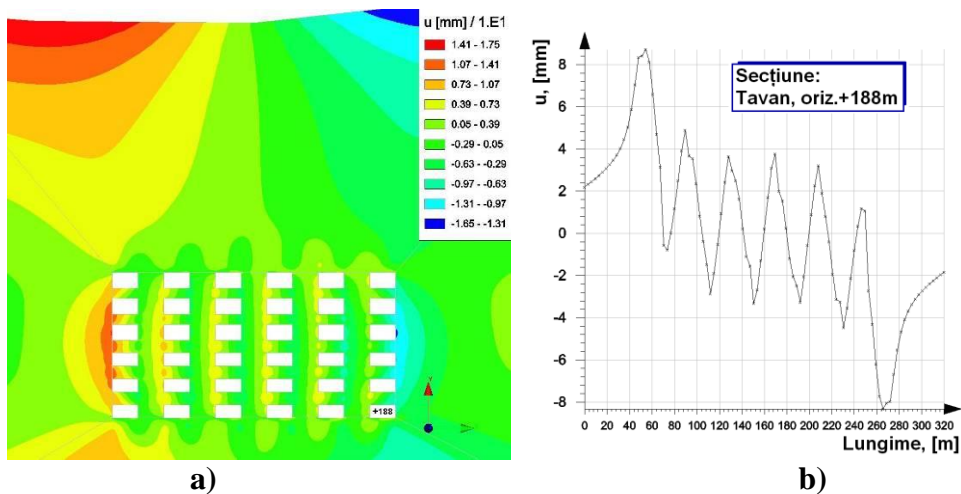 u [mm] / 1.E1
1.41 - 1.75
1.07 - 1.41
0.73 - 1.07
0.39 - 0.73
0.05 - 0.39
-0.29 - 0.05
-0.63 - -0.29
-0.97 - -0.63
-1.31 - -0.97
-1.65 - -1.31
+188
Y
a)
u, [mm]
8
6
4
2
0
-2
-4
-6
-8
Secțiune:
Tavan, oriz.+188m
0 20 40 60 80 100 120 140 160 180 200 220 240 260 280 300 320
Lungime, [m]
b)